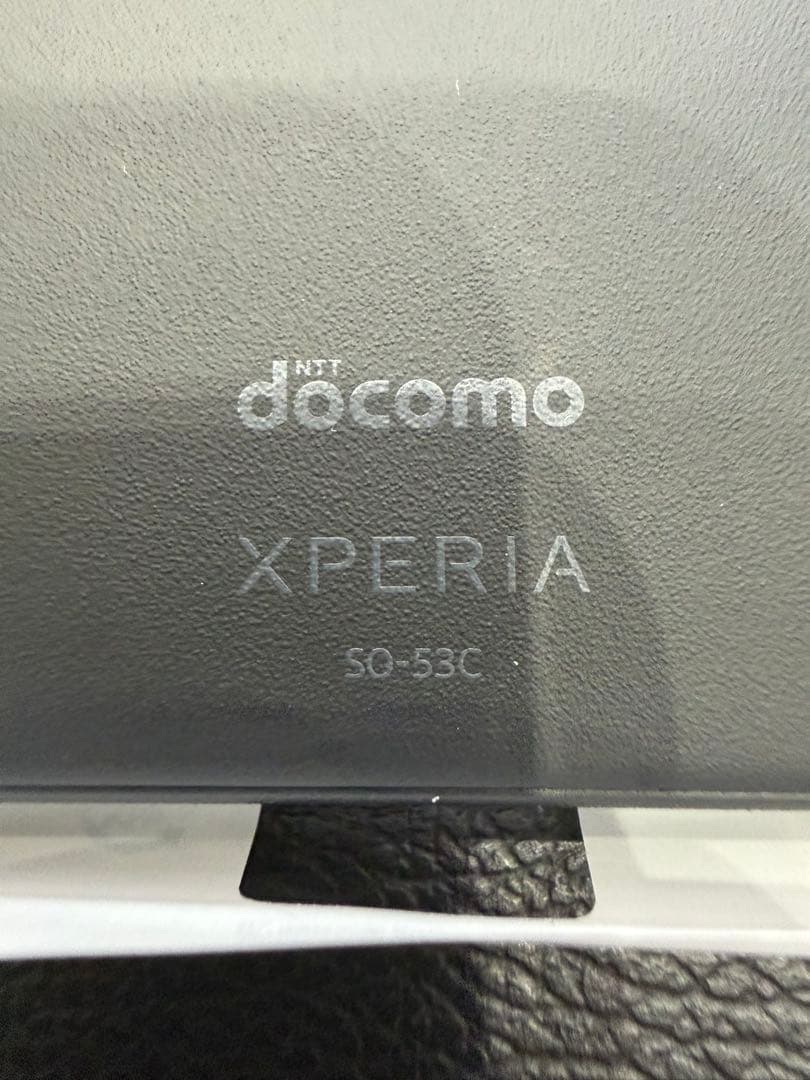 NTT
docomo
XPERIA
SO-53C